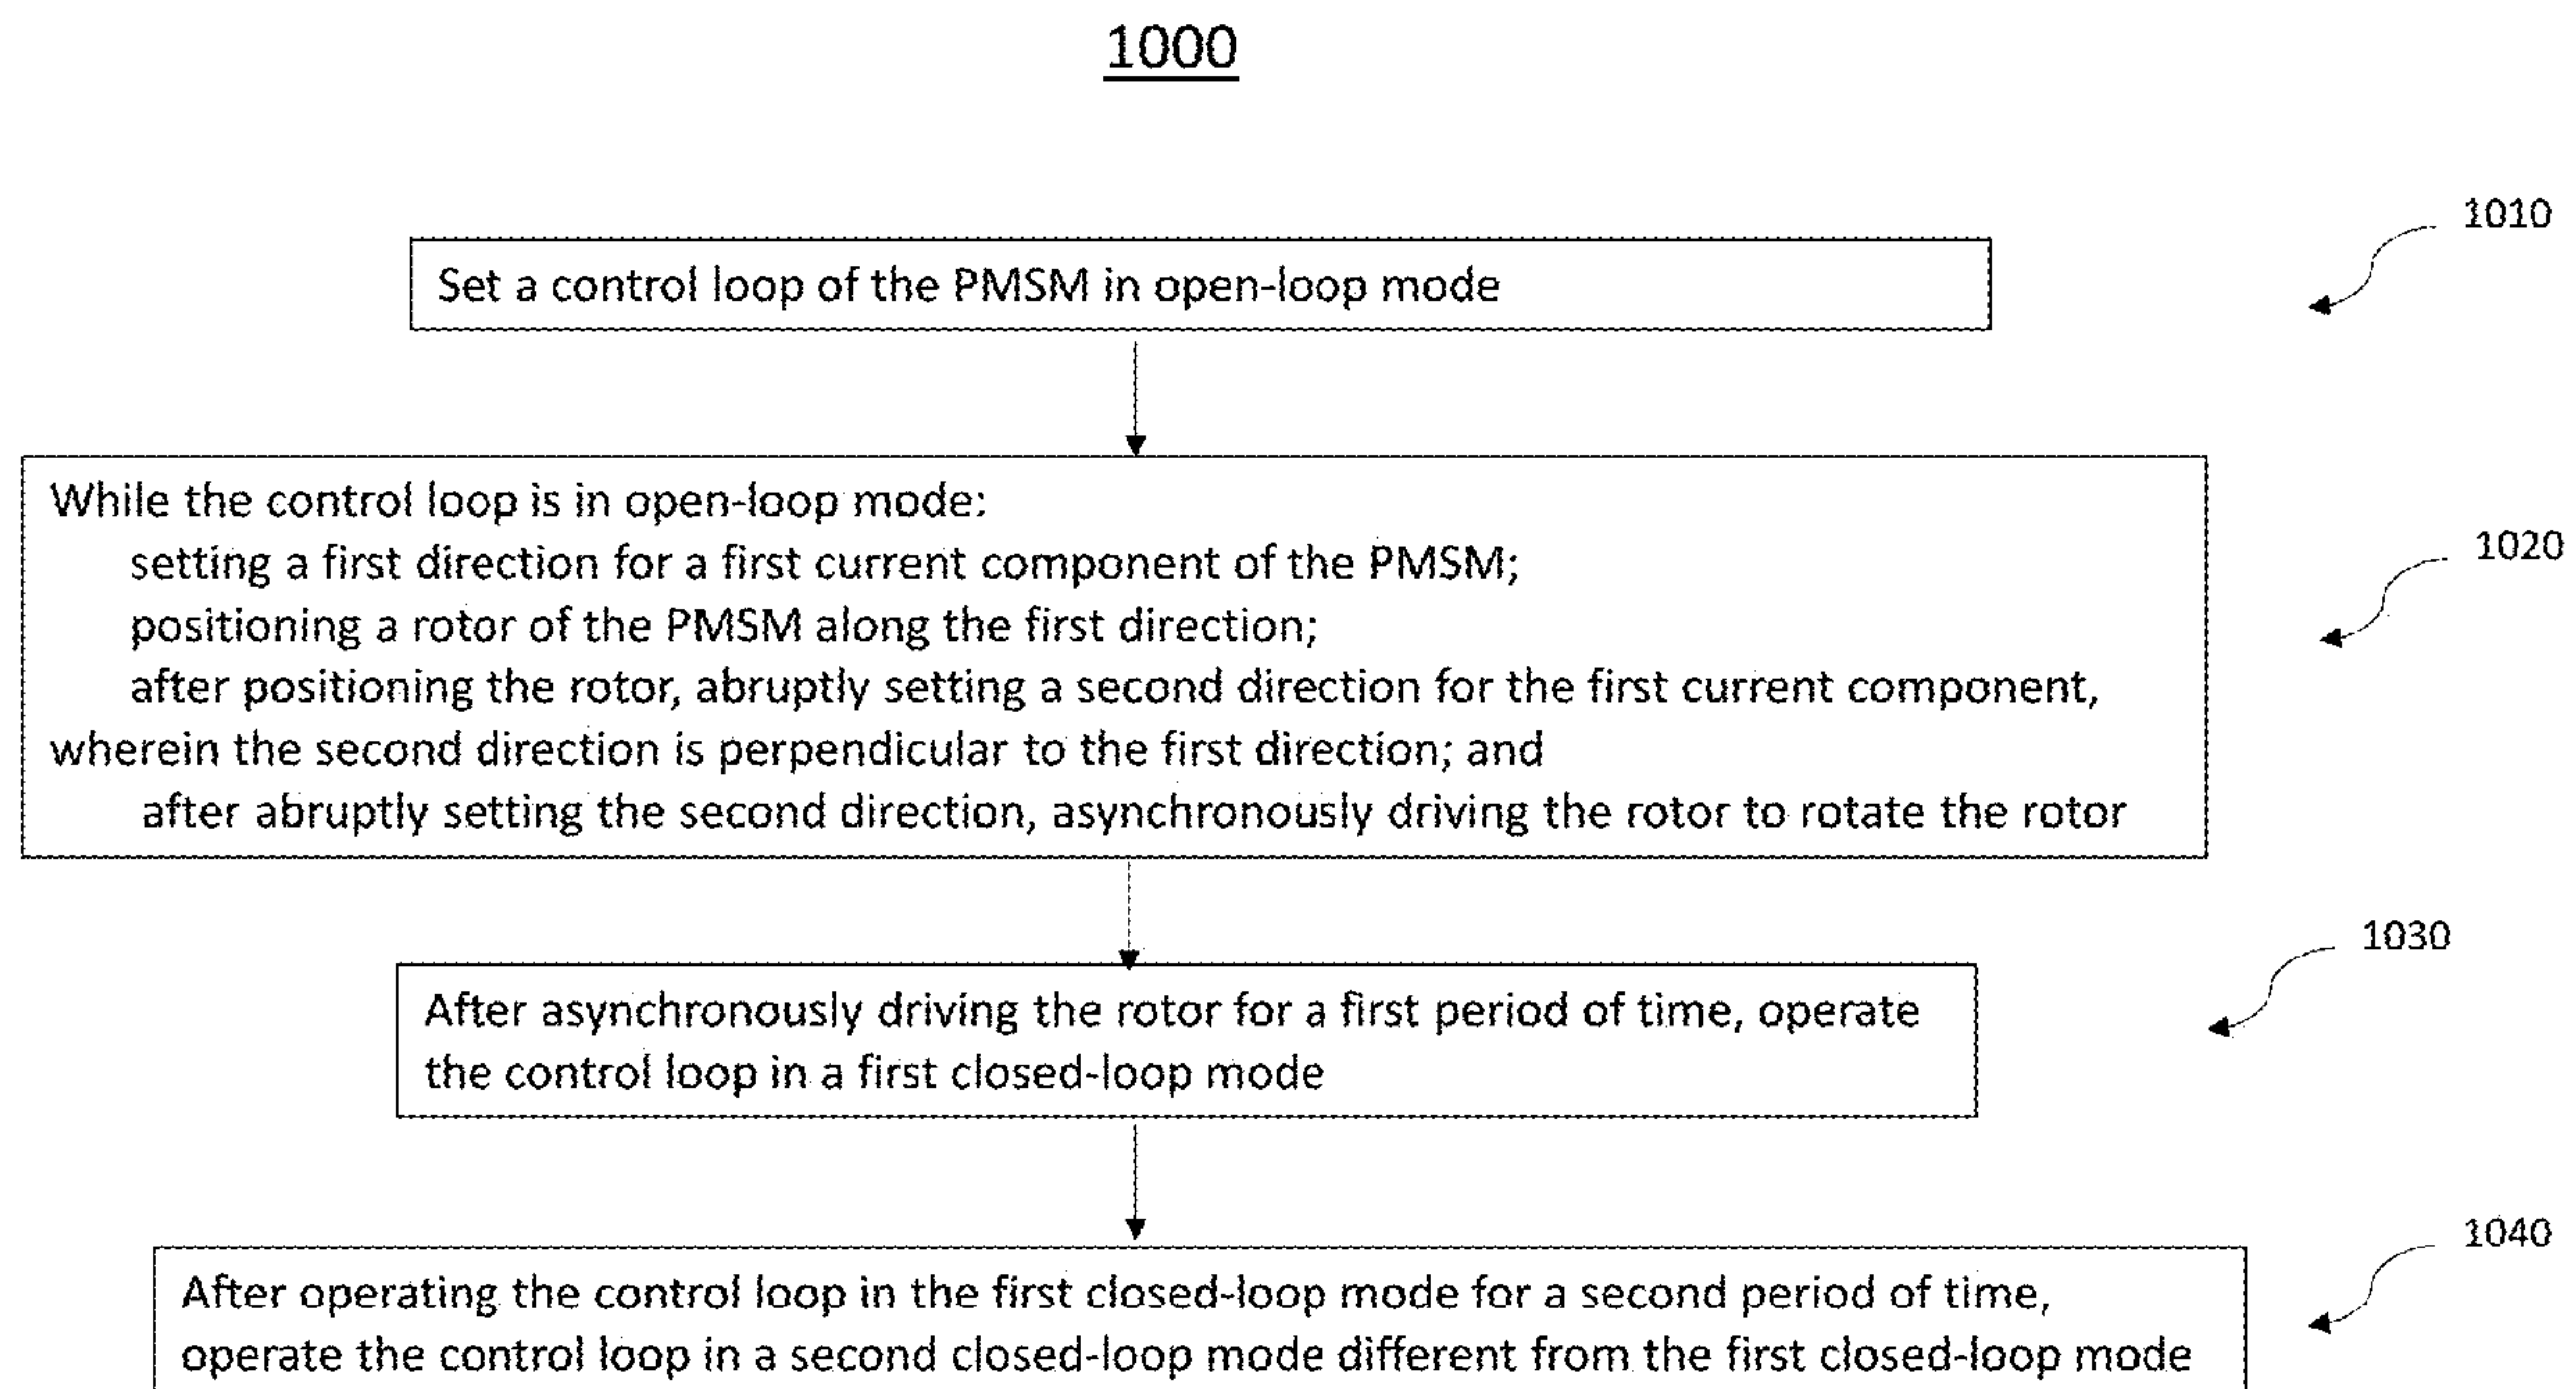 1000
1010
Set a control loop of the PMSM in open-loop mode
While the control loop is in open-loop mode:
setting a first direction for a first current component of the PMSM;
1020
positioning a rotor of the PMSM along the first direction;
after positioning the rotor, abruptly setting a second direction for the first current component,
wherein the second direction is perpendicular to the first direction; and
after abruptly setting the second direction, asynchronously driving the rotor to rotate the rotor
1030
After asynchronously driving the rotor for a first period of time, operate
the control loop in a first closed-loop mode
1040
After operating the control loop in the first closed-loop mode for a second period of time,
operate the control loop in a second closed-loop mode different from the first closed-loop mode